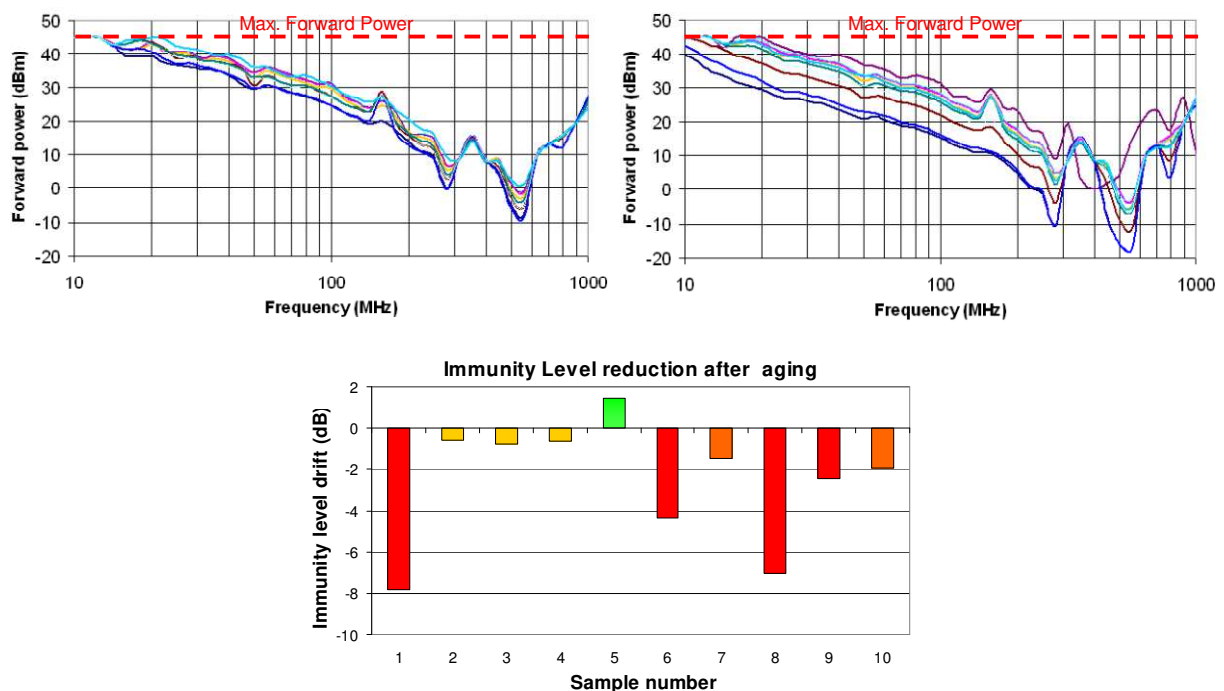 Max. Forward Power
50
40
30
20
10
0
-10
-20
Forward power (dBm)
10
100
1000
Frequency (MHz)
Max. Forward Power
50
40
30
20
10
0
-10
-20
Forward power (dBm)
10
100
1000
Frequency (MHz)
Immunity Level reduction after aging
2
0
-2
-4
-6
-8
-10
Immunity level drift (dB)
1 2 3 4 5 6 7 8 9 10
Sample number